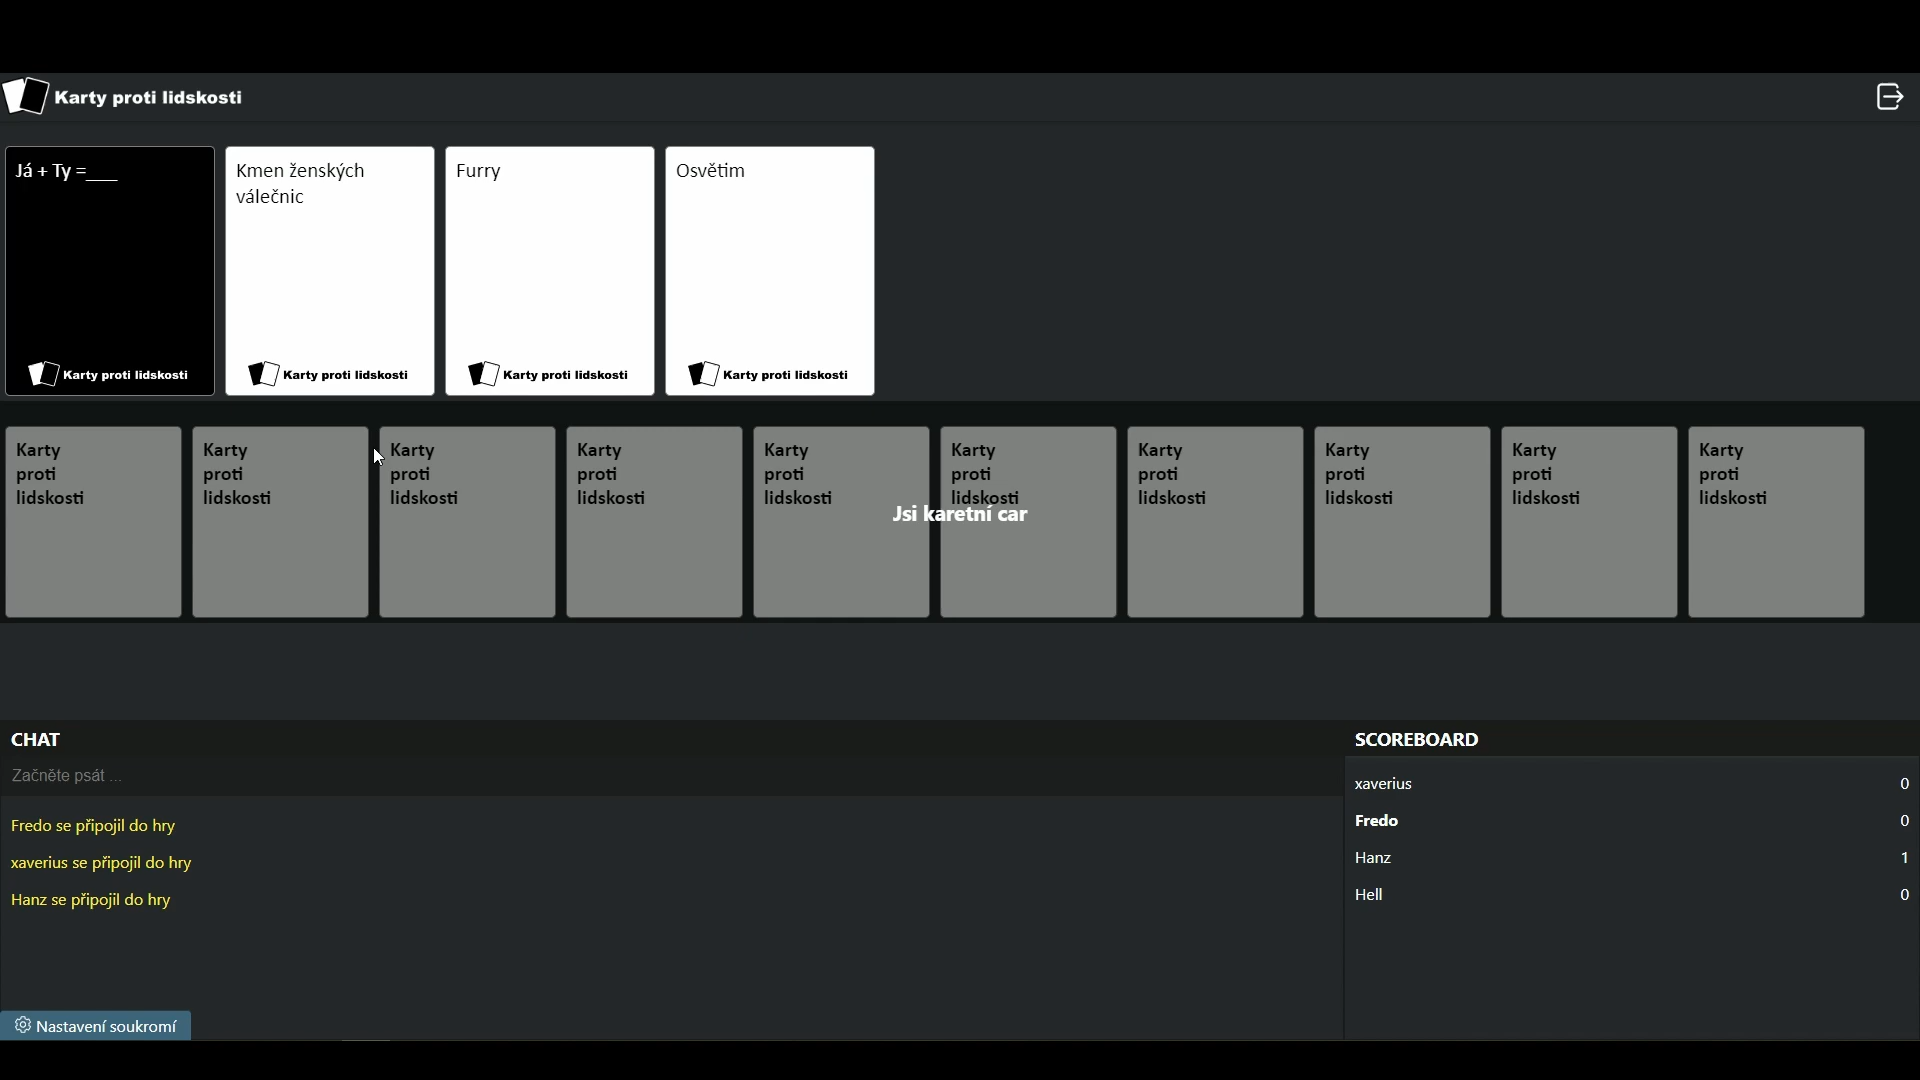 Karty proti lidskosti
Já + Ty =___
Karty proti lidskosti
Kmen ženských
válečnic
Karty proti lidskosti
Furry
Karty proti lidskosti
Osvětim
Karty proti lidskosti
Karty
proti
lidskosti
Karty
proti
lidskosti
Karty
proti
lidskosti
Karty
proti
lidskosti
Karty
proti
lidskosti
Karty
proti
lidskosti
Karty
proti
lidskosti
Karty
proti
lidskosti
Karty
proti
lidskosti
Karty
proti
lidskosti
Jsi karetní car
CHAT
Začněte psát ...
Fredo se připojil do hry
xaverius se připojil do hry
Hanz se připojil do hry
Nastavení soukromí
SCOREBOARD
xaverius 0
Fredo 0
Hanz 1
Hell 0